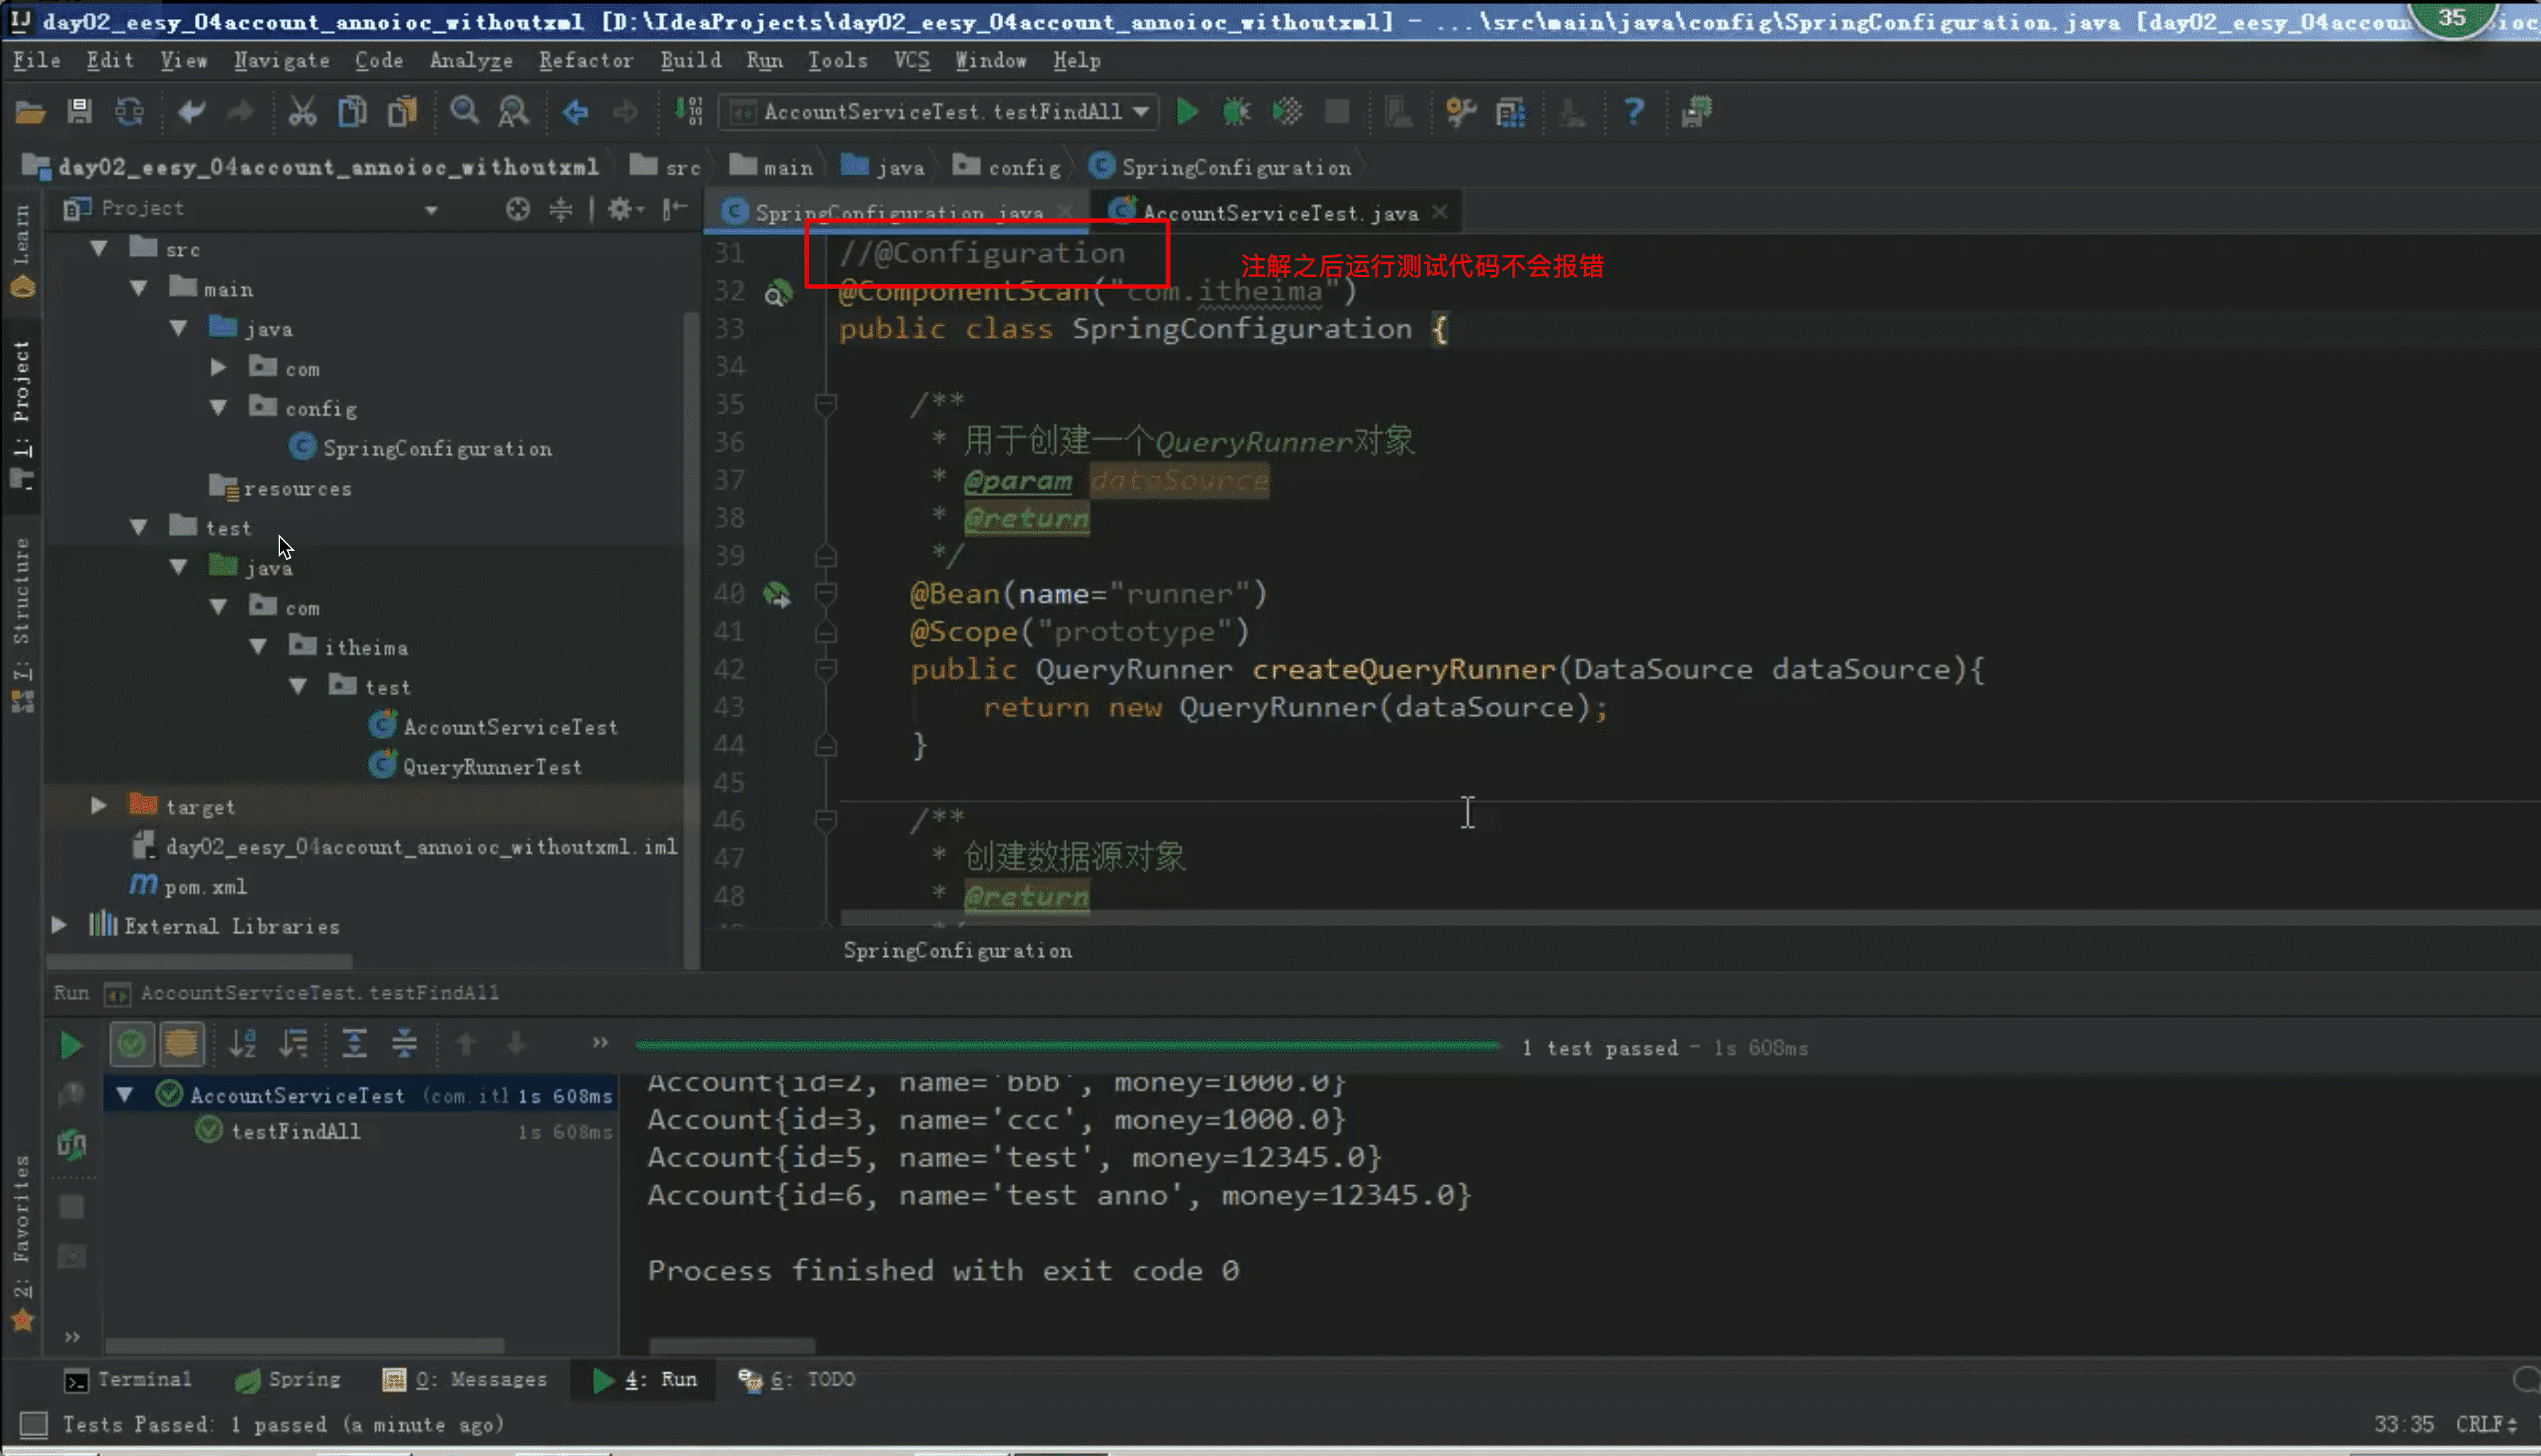 day02_eesy_04account_annoioc_withoutxml [D:\IdeaProjects\day02_eesy_04account_annoioc_withoutxml] - ...\src\main\java\config\SpringConfiguration.java [day02_eesy_04accoun
35
File Edit View Navigate Code Analyze Refactor Build Run Tools VCS Window Help
AccountServiceTest.testFindAll
day02_eesy_04account_annoioc_withoutxml src main java config SpringConfiguration
Project
SpringConfiguration.java
AccountServiceTest.java
Learn
1: Project
7: Structure
2: Favorites
src
main
java
com
config
SpringConfiguration
resources
test
java
com
itheima
test
AccountServiceTest
QueryRunnerTest
target
day02_eesy_04account_annoioc_withoutxml.iml
pom.xml
External Libraries
31 //@Configuration
注解之后运行测试代码不会报错
32 @ComponentScan("com.itheima")
33 public class SpringConfiguration {
34
35 /**
36 * 用于创建一个QueryRunner对象
37 * @param dataSource
38 * @return
39 */
40 @Bean(name="runner")
41 @Scope("prototype")
42 public QueryRunner createQueryRunner(DataSource dataSource){
43 return new QueryRunner(dataSource);
44 }
45
46 /**
47 * 创建数据源对象
48 * @return
SpringConfiguration
Run AccountServiceTest.testFindAll
1 test passed - 1s 608ms
AccountServiceTest (com.itl 1s 608ms
testFindAll 1s 608ms
Account{id=2, name='bbb', money=1000.0}
Account{id=3, name='ccc', money=1000.0}
Account{id=5, name='test', money=12345.0}
Account{id=6, name='test anno', money=12345.0}
Process finished with exit code 0
Terminal Spring 0: Messages 4: Run 6: TODO
Tests Passed: 1 passed (a minute ago)
33:35 CRLF